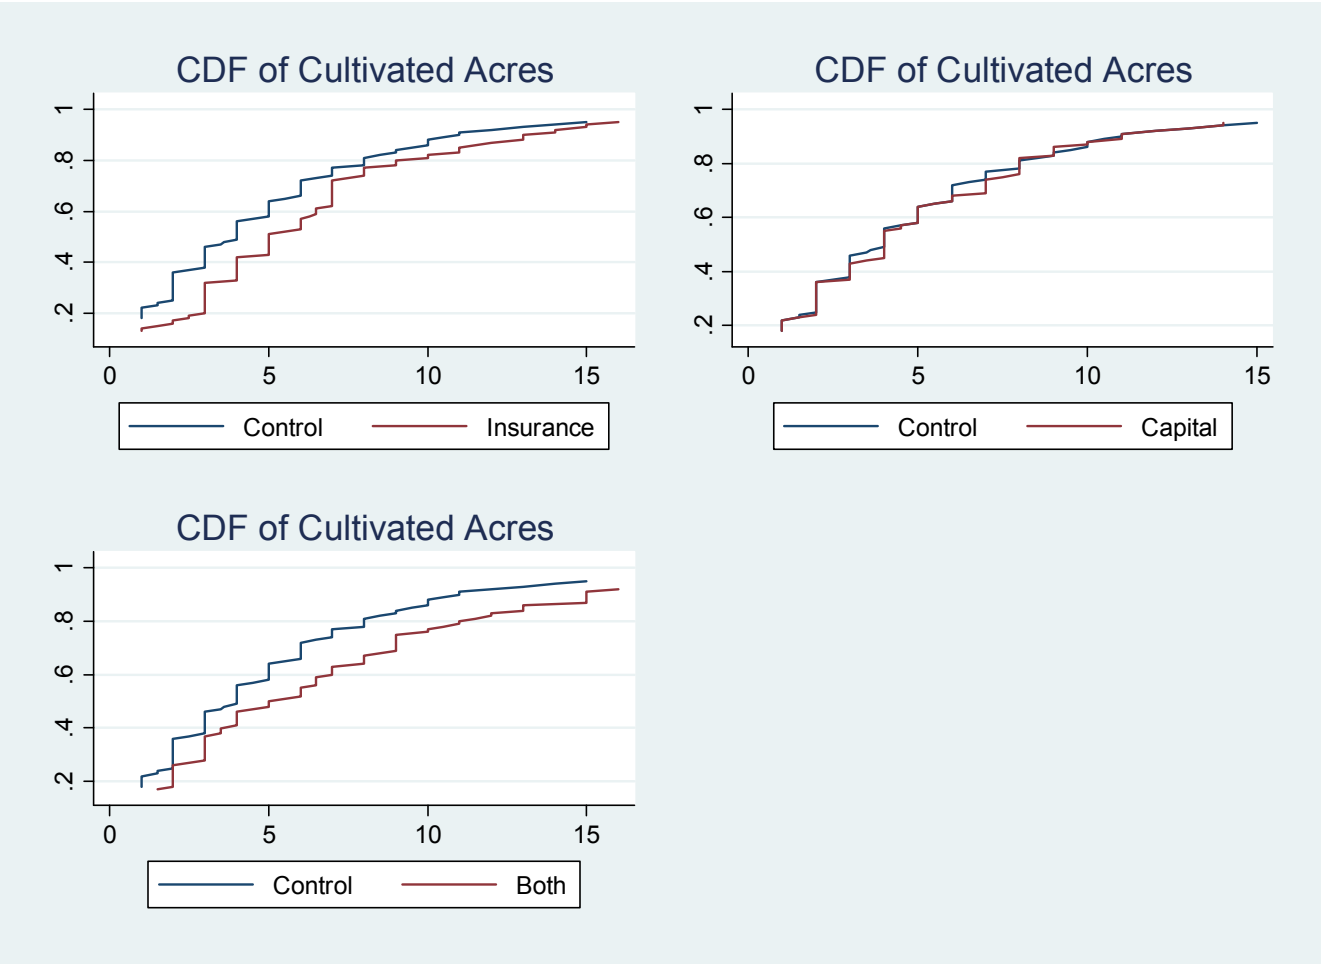 CDF of Cultivated Acres
1
.8
.6
.4
.2
0 5 10 15
Control Insurance
CDF of Cultivated Acres
1
.8
.6
.4
.2
0 5 10 15
Control Capital
CDF of Cultivated Acres
1
.8
.6
.4
.2
0 5 10 15
Control Both